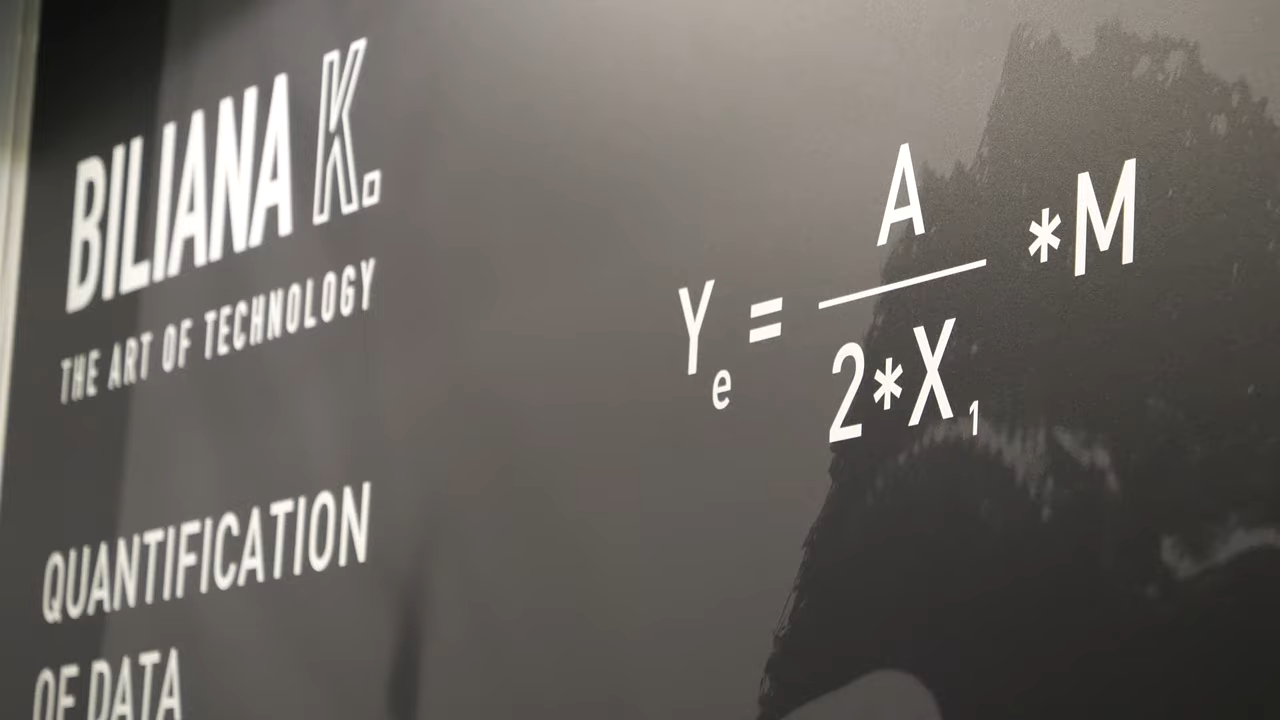 BILIANA K.
THE ART OF TECHNOLOGY
QUANTIFICATION
OF DATA
Yₑ = A / 2*X₁ *M